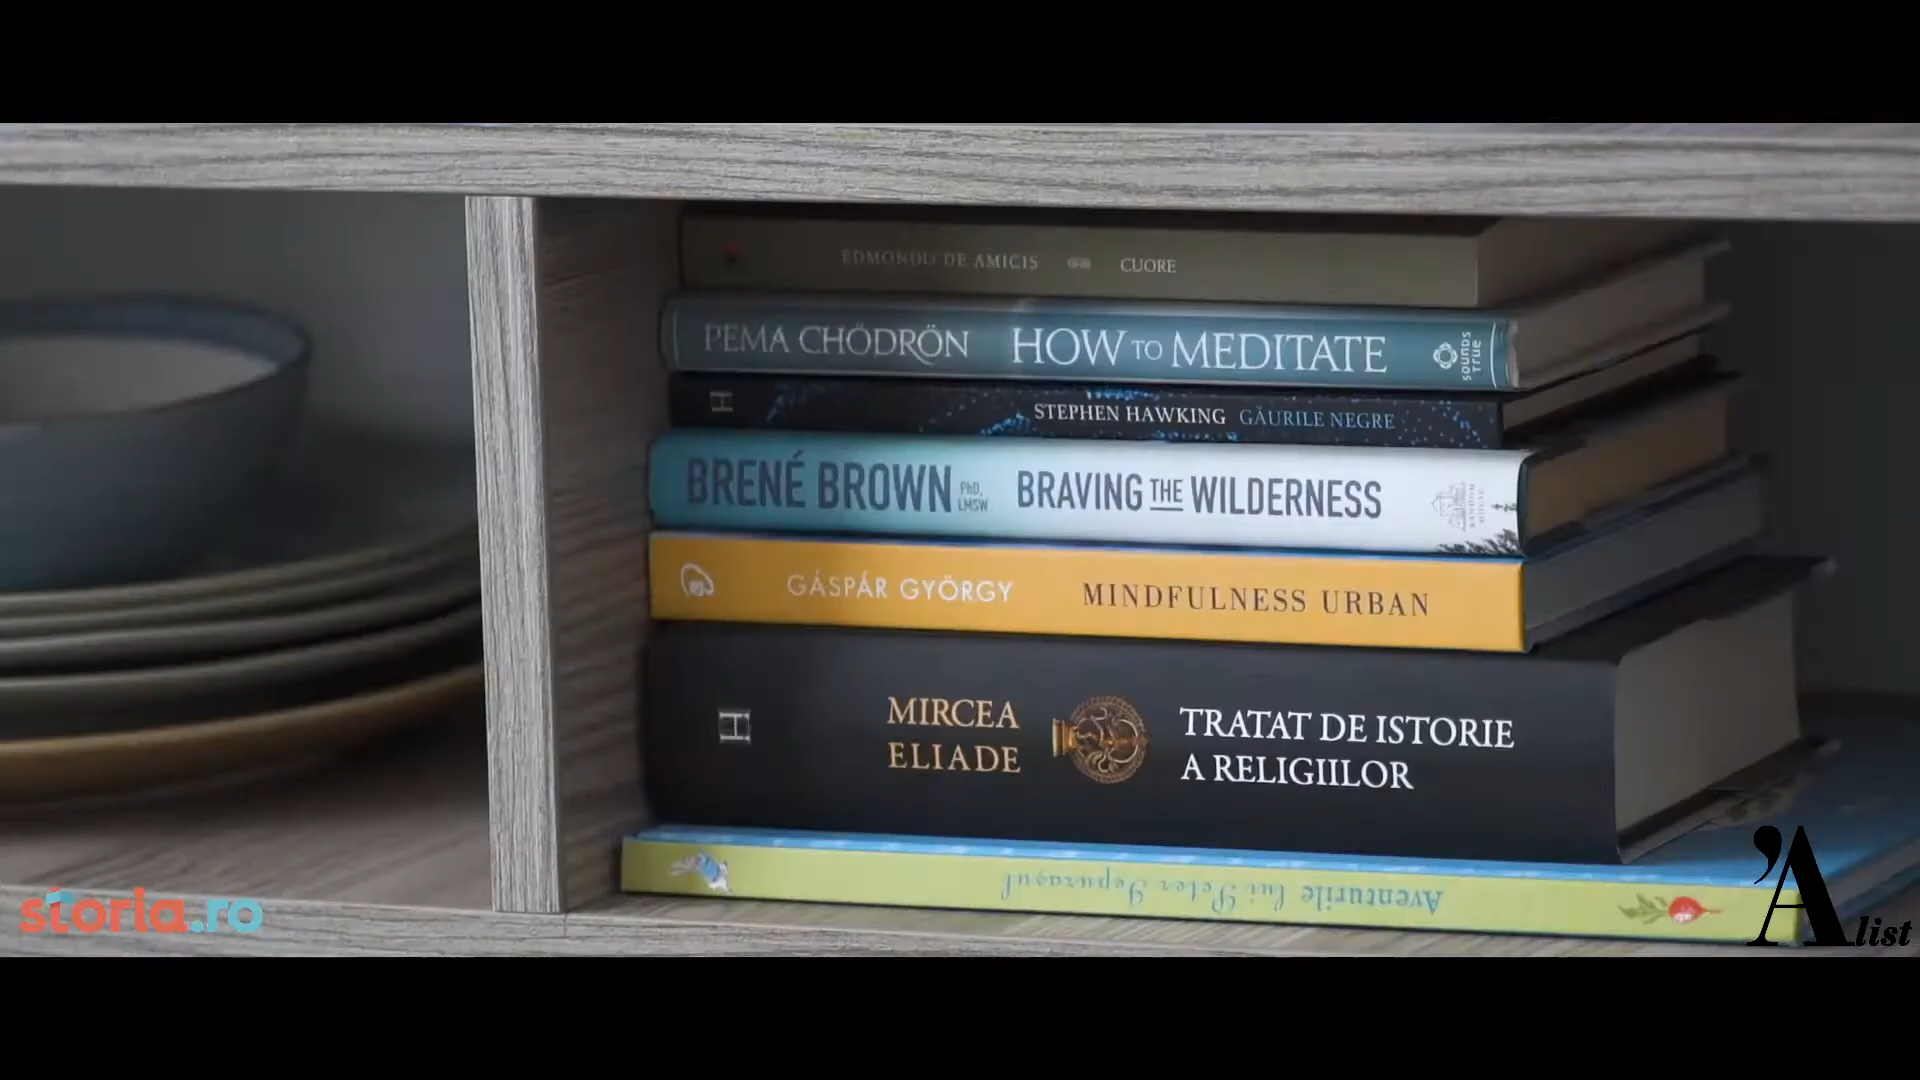 EDMONDO DE AMICIS CUORE
PEMA CHÖDRÖN HOW TO MEDITATE SOUNDS TRUE
H STEPHEN HAWKING GĂURILE NEGRE
BRENÉ BROWN PhD, LMSW BRAVING THE WILDERNESS RANDOM HOUSE
GÁSPÁR GYÖRGY MINDFULNESS URBAN
H MIRCEA ELIADE TRATAT DE ISTORIE A RELIGIILOR
Aventurile lui Peter Iepurașul
storia.ro
'A list